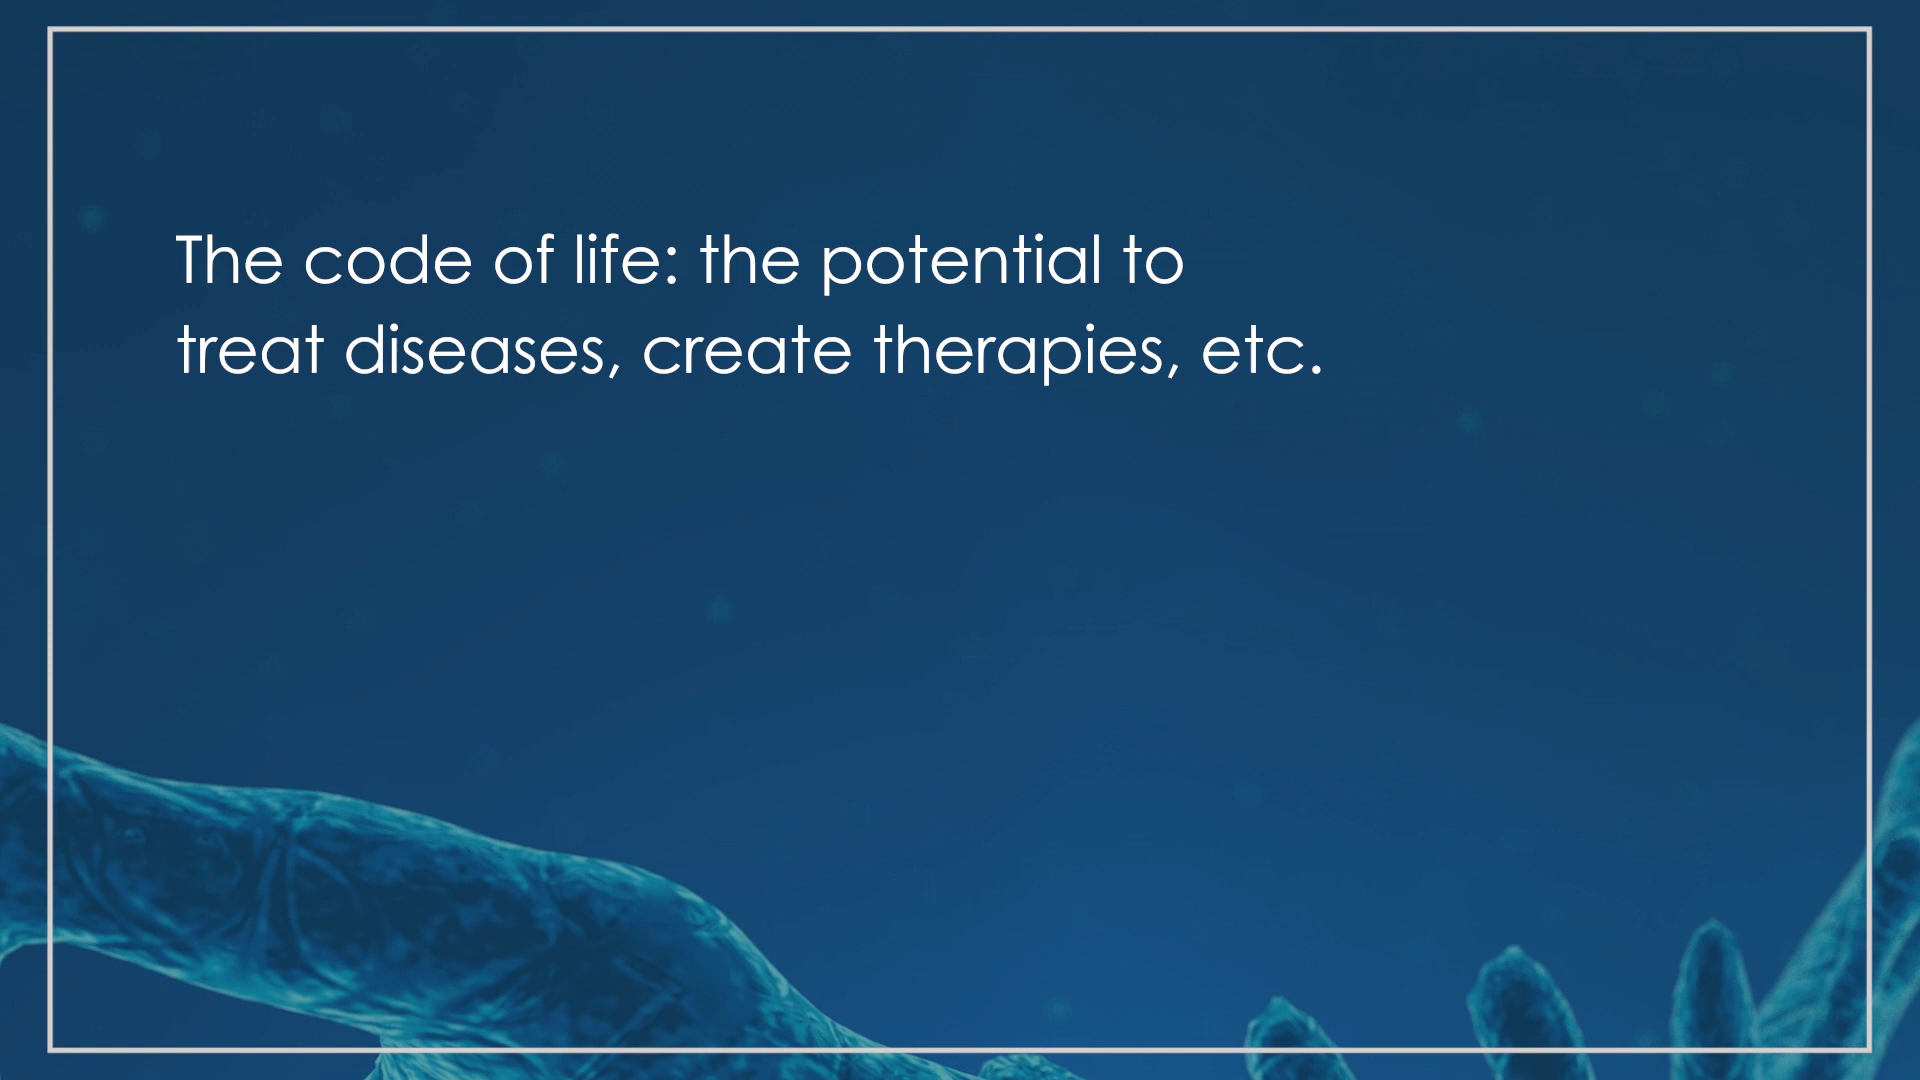 The code of life: the potential to
treat diseases, create therapies, etc.